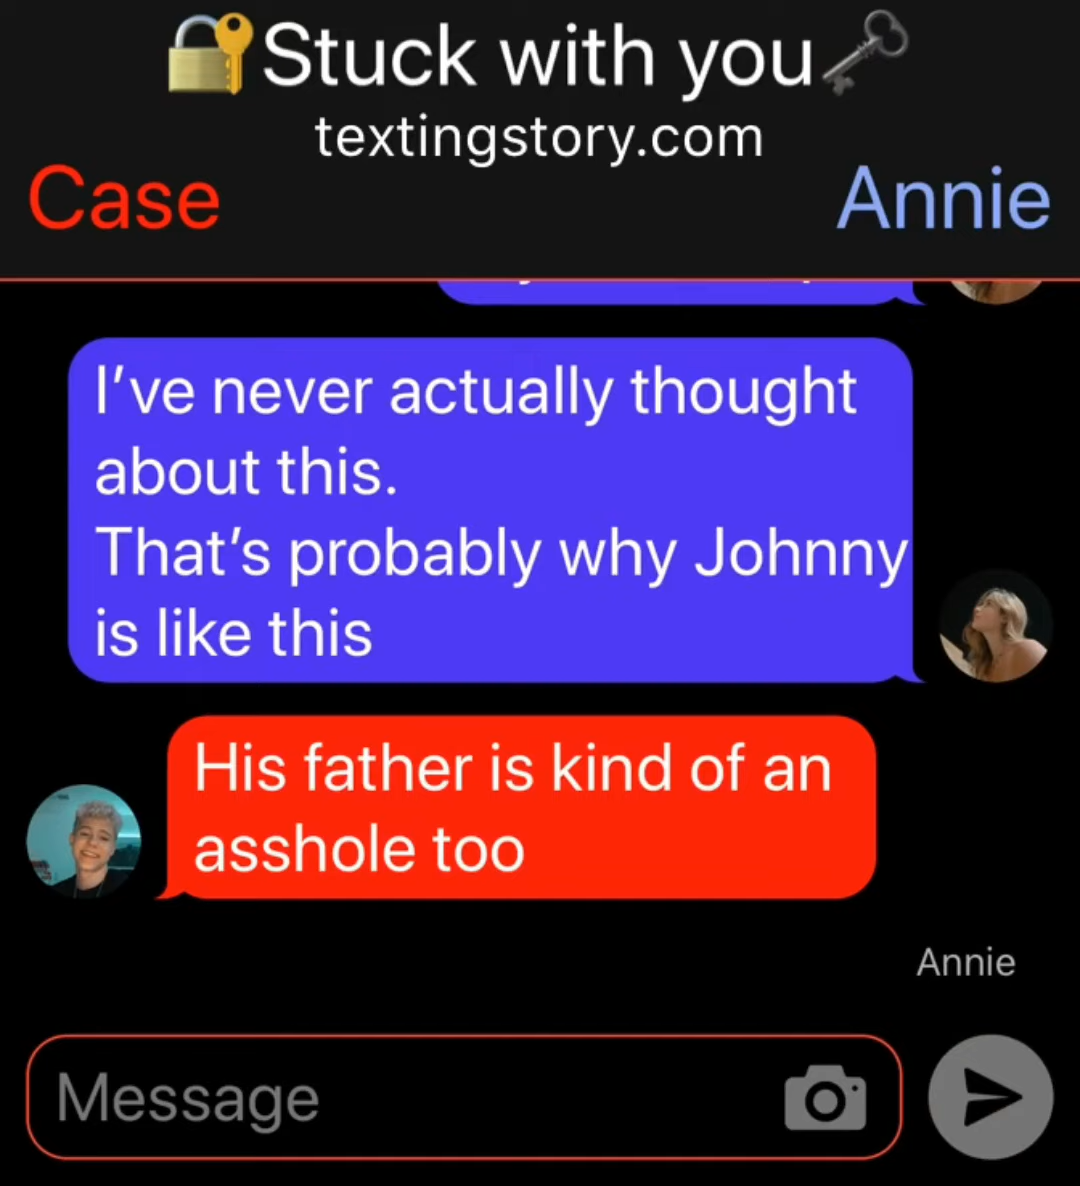 🔐Stuck with you🗝
textingstory.com
Case
Annie
I've never actually thought
about this.
That's probably why Johnny
is like this
His father is kind of an
asshole too
Annie
Message